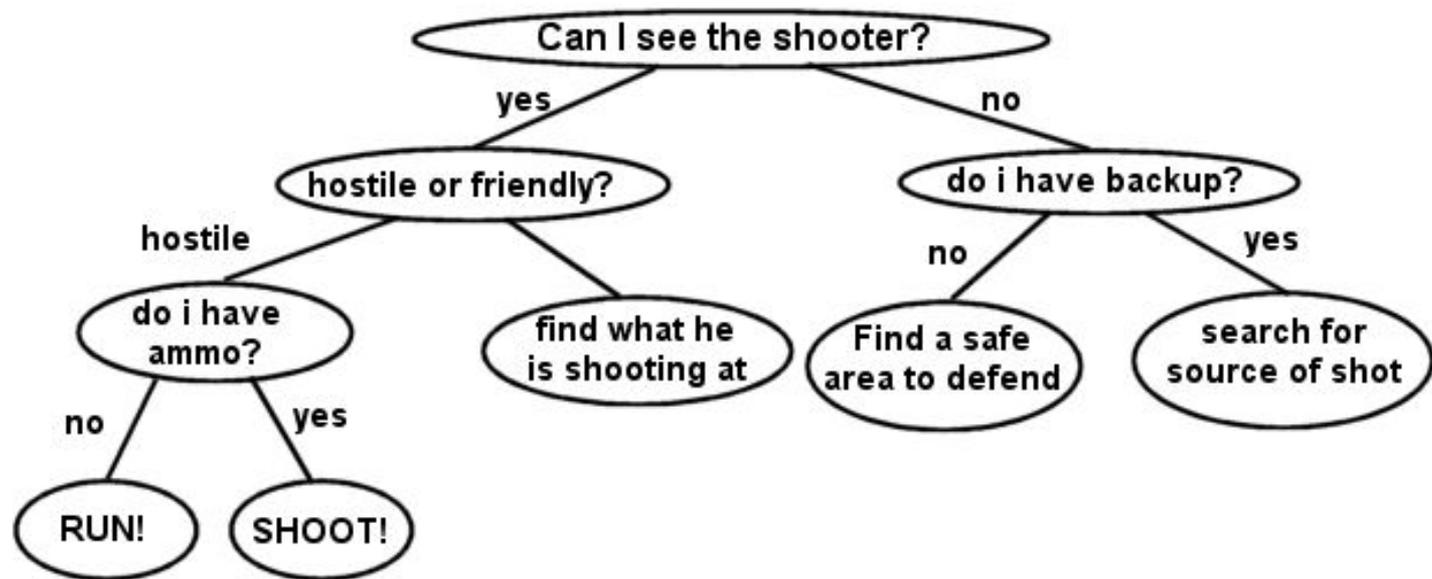 Can I see the shooter?
yes
no
hostile or friendly?
do i have backup?
hostile
no
yes
do i have
ammo?
find what he
is shooting at
Find a safe
area to defend
search for
source of shot
no
yes
RUN!
SHOOT!